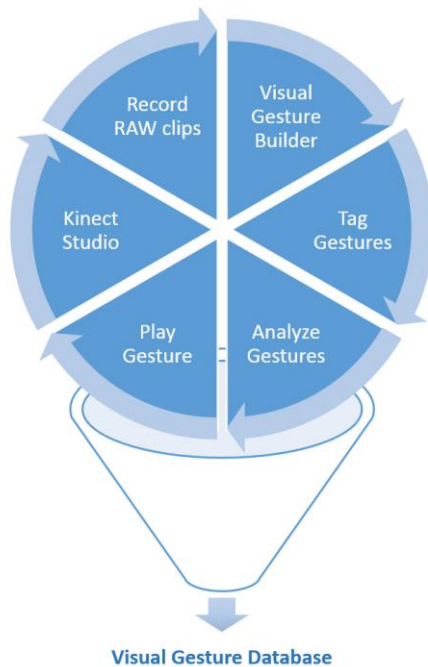 Record
RAW clips
Visual
Gesture
Builder
Kinect
Studio
Tag
Gestures
Play
Gesture
Analyze
Gestures
Visual Gesture Database